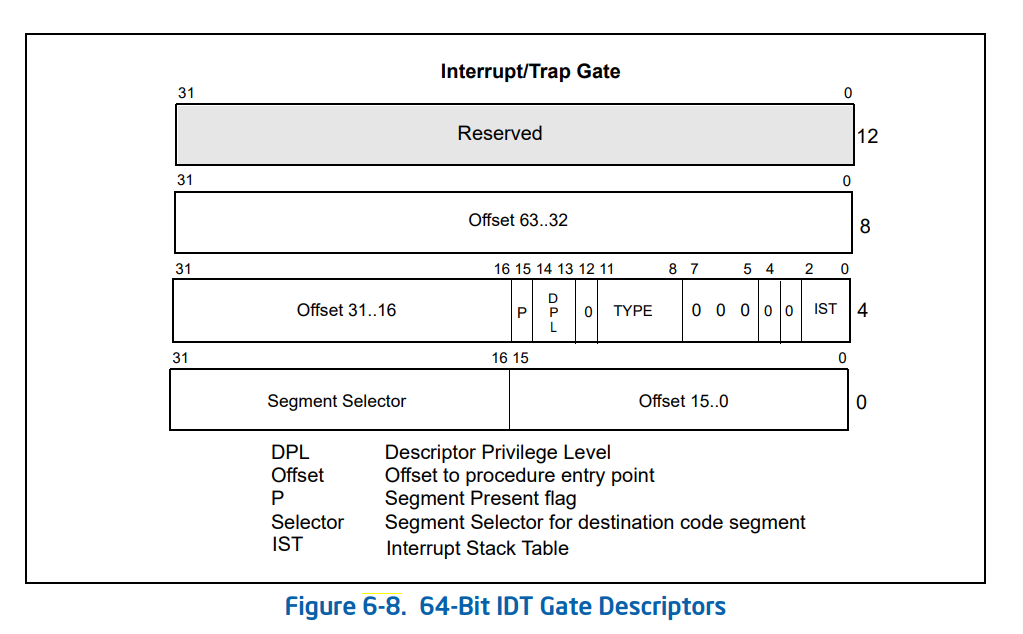 Interrupt/Trap Gate
31 0
Reserved 12
31 0
Offset 63..32 8
31 16 15 14 13 12 11 8 7 5 4 2 0
Offset 31..16 P DPL 0 TYPE 0 0 0 0 0 IST 4
31 16 15 0
Segment Selector Offset 15..0 0
DPL Descriptor Privilege Level
Offset Offset to procedure entry point
P Segment Present flag
Selector Segment Selector for destination code segment
IST Interrupt Stack Table
Figure 6-8. 64-Bit IDT Gate Descriptors